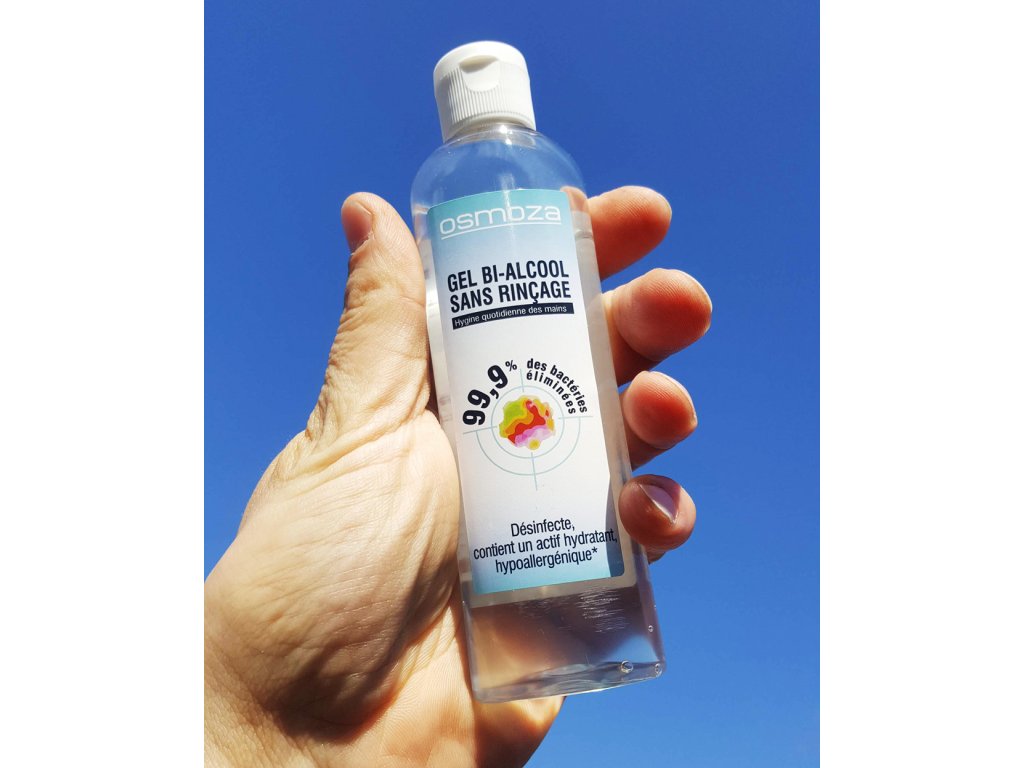 osmoza
GEL BI-ALCOOL
SANS RINÇAGE
Hygine quotidienne des mains
99,9%
des bactéries
éliminées
Désinfecte,
contient un actif hydratant,
hypoallergénique*